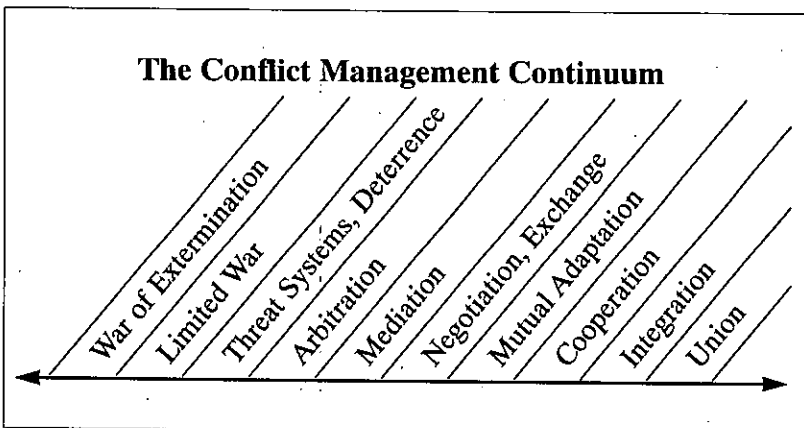 The Conflict Management Continuum
War of Extermination
Limited War
Threat Systems, Deterrence
Arbitration
Mediation
Negotiation, Exchange
Mutual Adaptation
Cooperation
Integration
Union